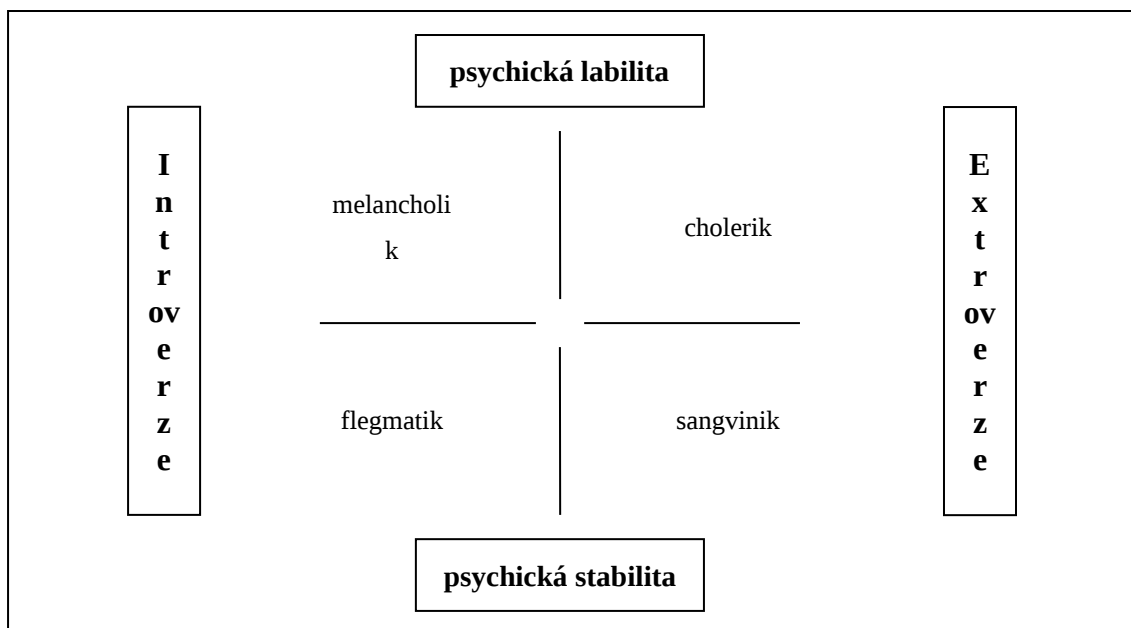 psychická labilita
I
n
t
r
ov
e
r
z
e
melancholi
k
cholerik
E
x
t
r
ov
e
r
z
e
flegmatik
sangvinik
psychická stabilita